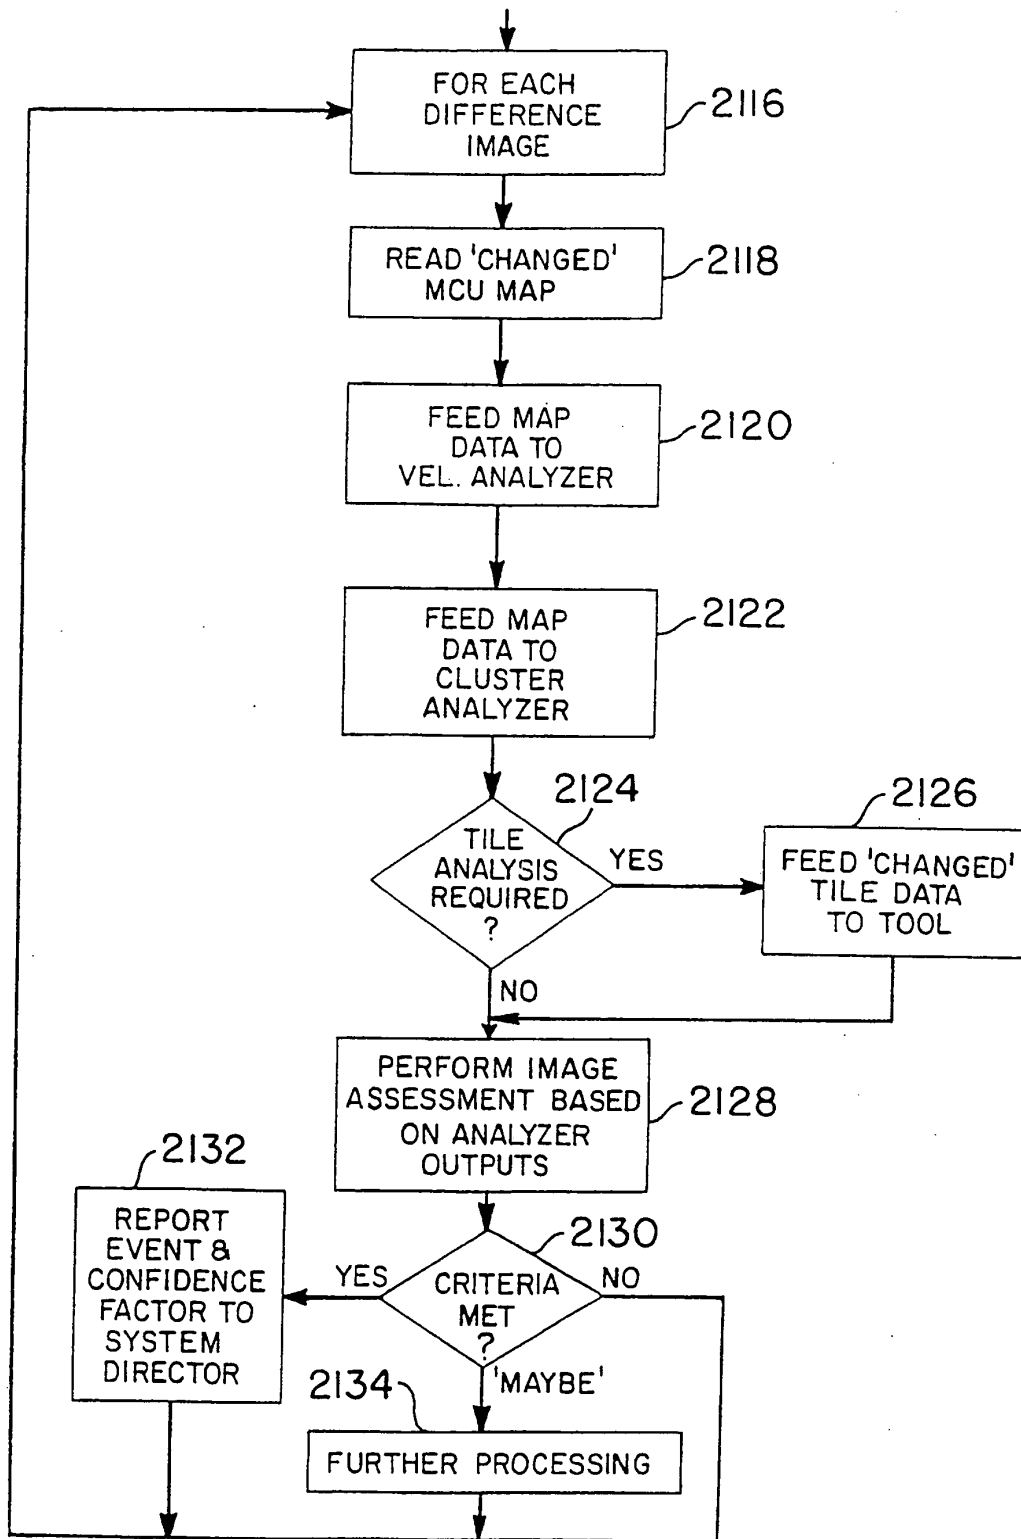 FOR EACH
DIFFERENCE
IMAGE
2116
READ 'CHANGED'
MCU MAP
2118
FEED MAP
DATA TO
VEL. ANALYZER
2120
FEED MAP
DATA TO
CLUSTER
ANALYZER
2122
2124
TILE
ANALYSIS
REQUIRED
?
YES
2126
FEED 'CHANGED'
TILE DATA
TO TOOL
NO
PERFORM IMAGE
ASSESSMENT BASED
ON ANALYZER
OUTPUTS
2128
2132
REPORT
EVENT &
CONFIDENCE
FACTOR TO
SYSTEM
DIRECTOR
YES
2130
CRITERIA
MET
?
NO
'MAYBE'
2134
FURTHER PROCESSING